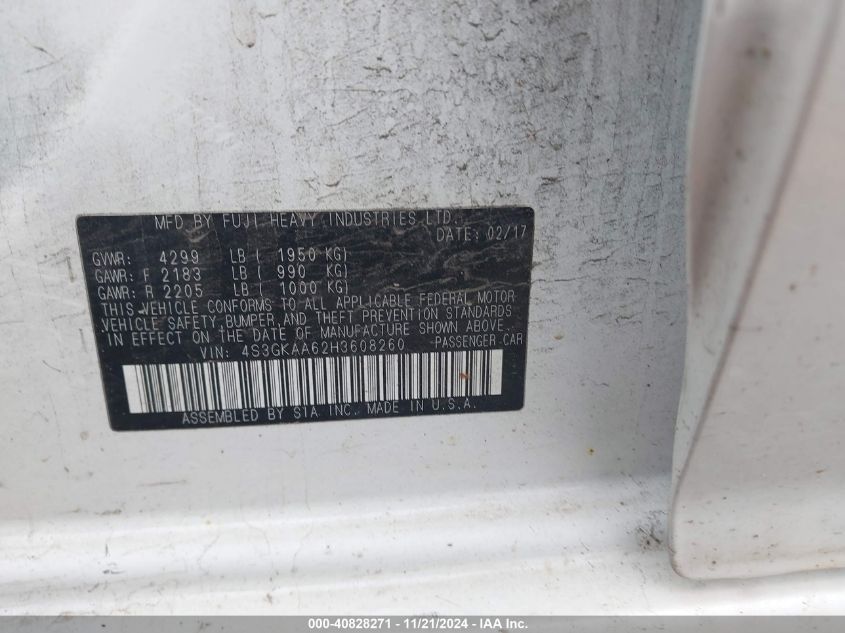 MFD BY FUJI HEAVY INDUSTRIES LTD.
DATE: 02/17
GVWR: 4299 LB ( 1950 KG)
GAWR: F 2183 LB ( 990 KG)
GAWR: R 2205 LB ( 1000 KG)
THIS VEHICLE CONFORMS TO ALL APPLICABLE FEDERAL MOTOR
VEHICLE SAFETY, BUMPER, AND THEFT PREVENTION STANDARDS
IN EFFECT ON THE DATE OF MANUFACTURE SHOWN ABOVE.
VIN: 4S3GKAA62H3608260 -PASSENGER CAR
ASSEMBLED BY SIA INC. MADE IN U.S.A.
000-40828271 - 11/21/2024 - IAA Inc.